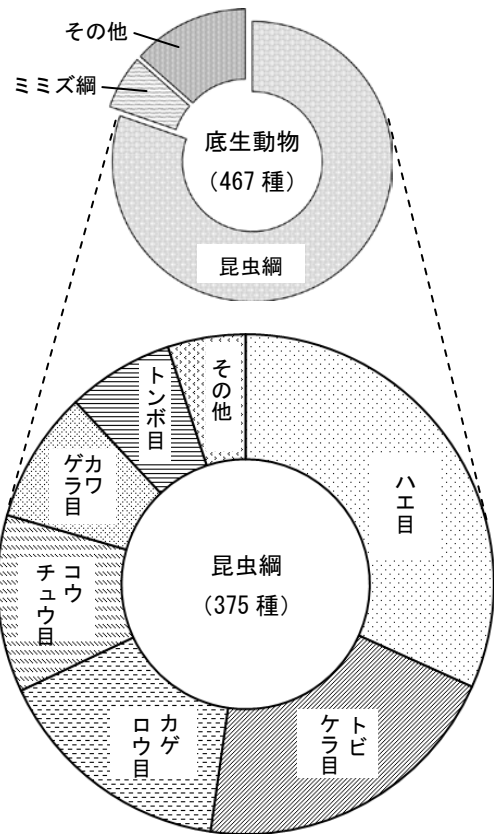 その他
ミミズ綱
底生動物
（467 種）
昆虫綱
その他
トンボ目
カワ
ゲラ目
ハエ目
コウ
チュウ目
昆虫綱
（375 種）
カゲ
ロウ目
トビ
ケラ目